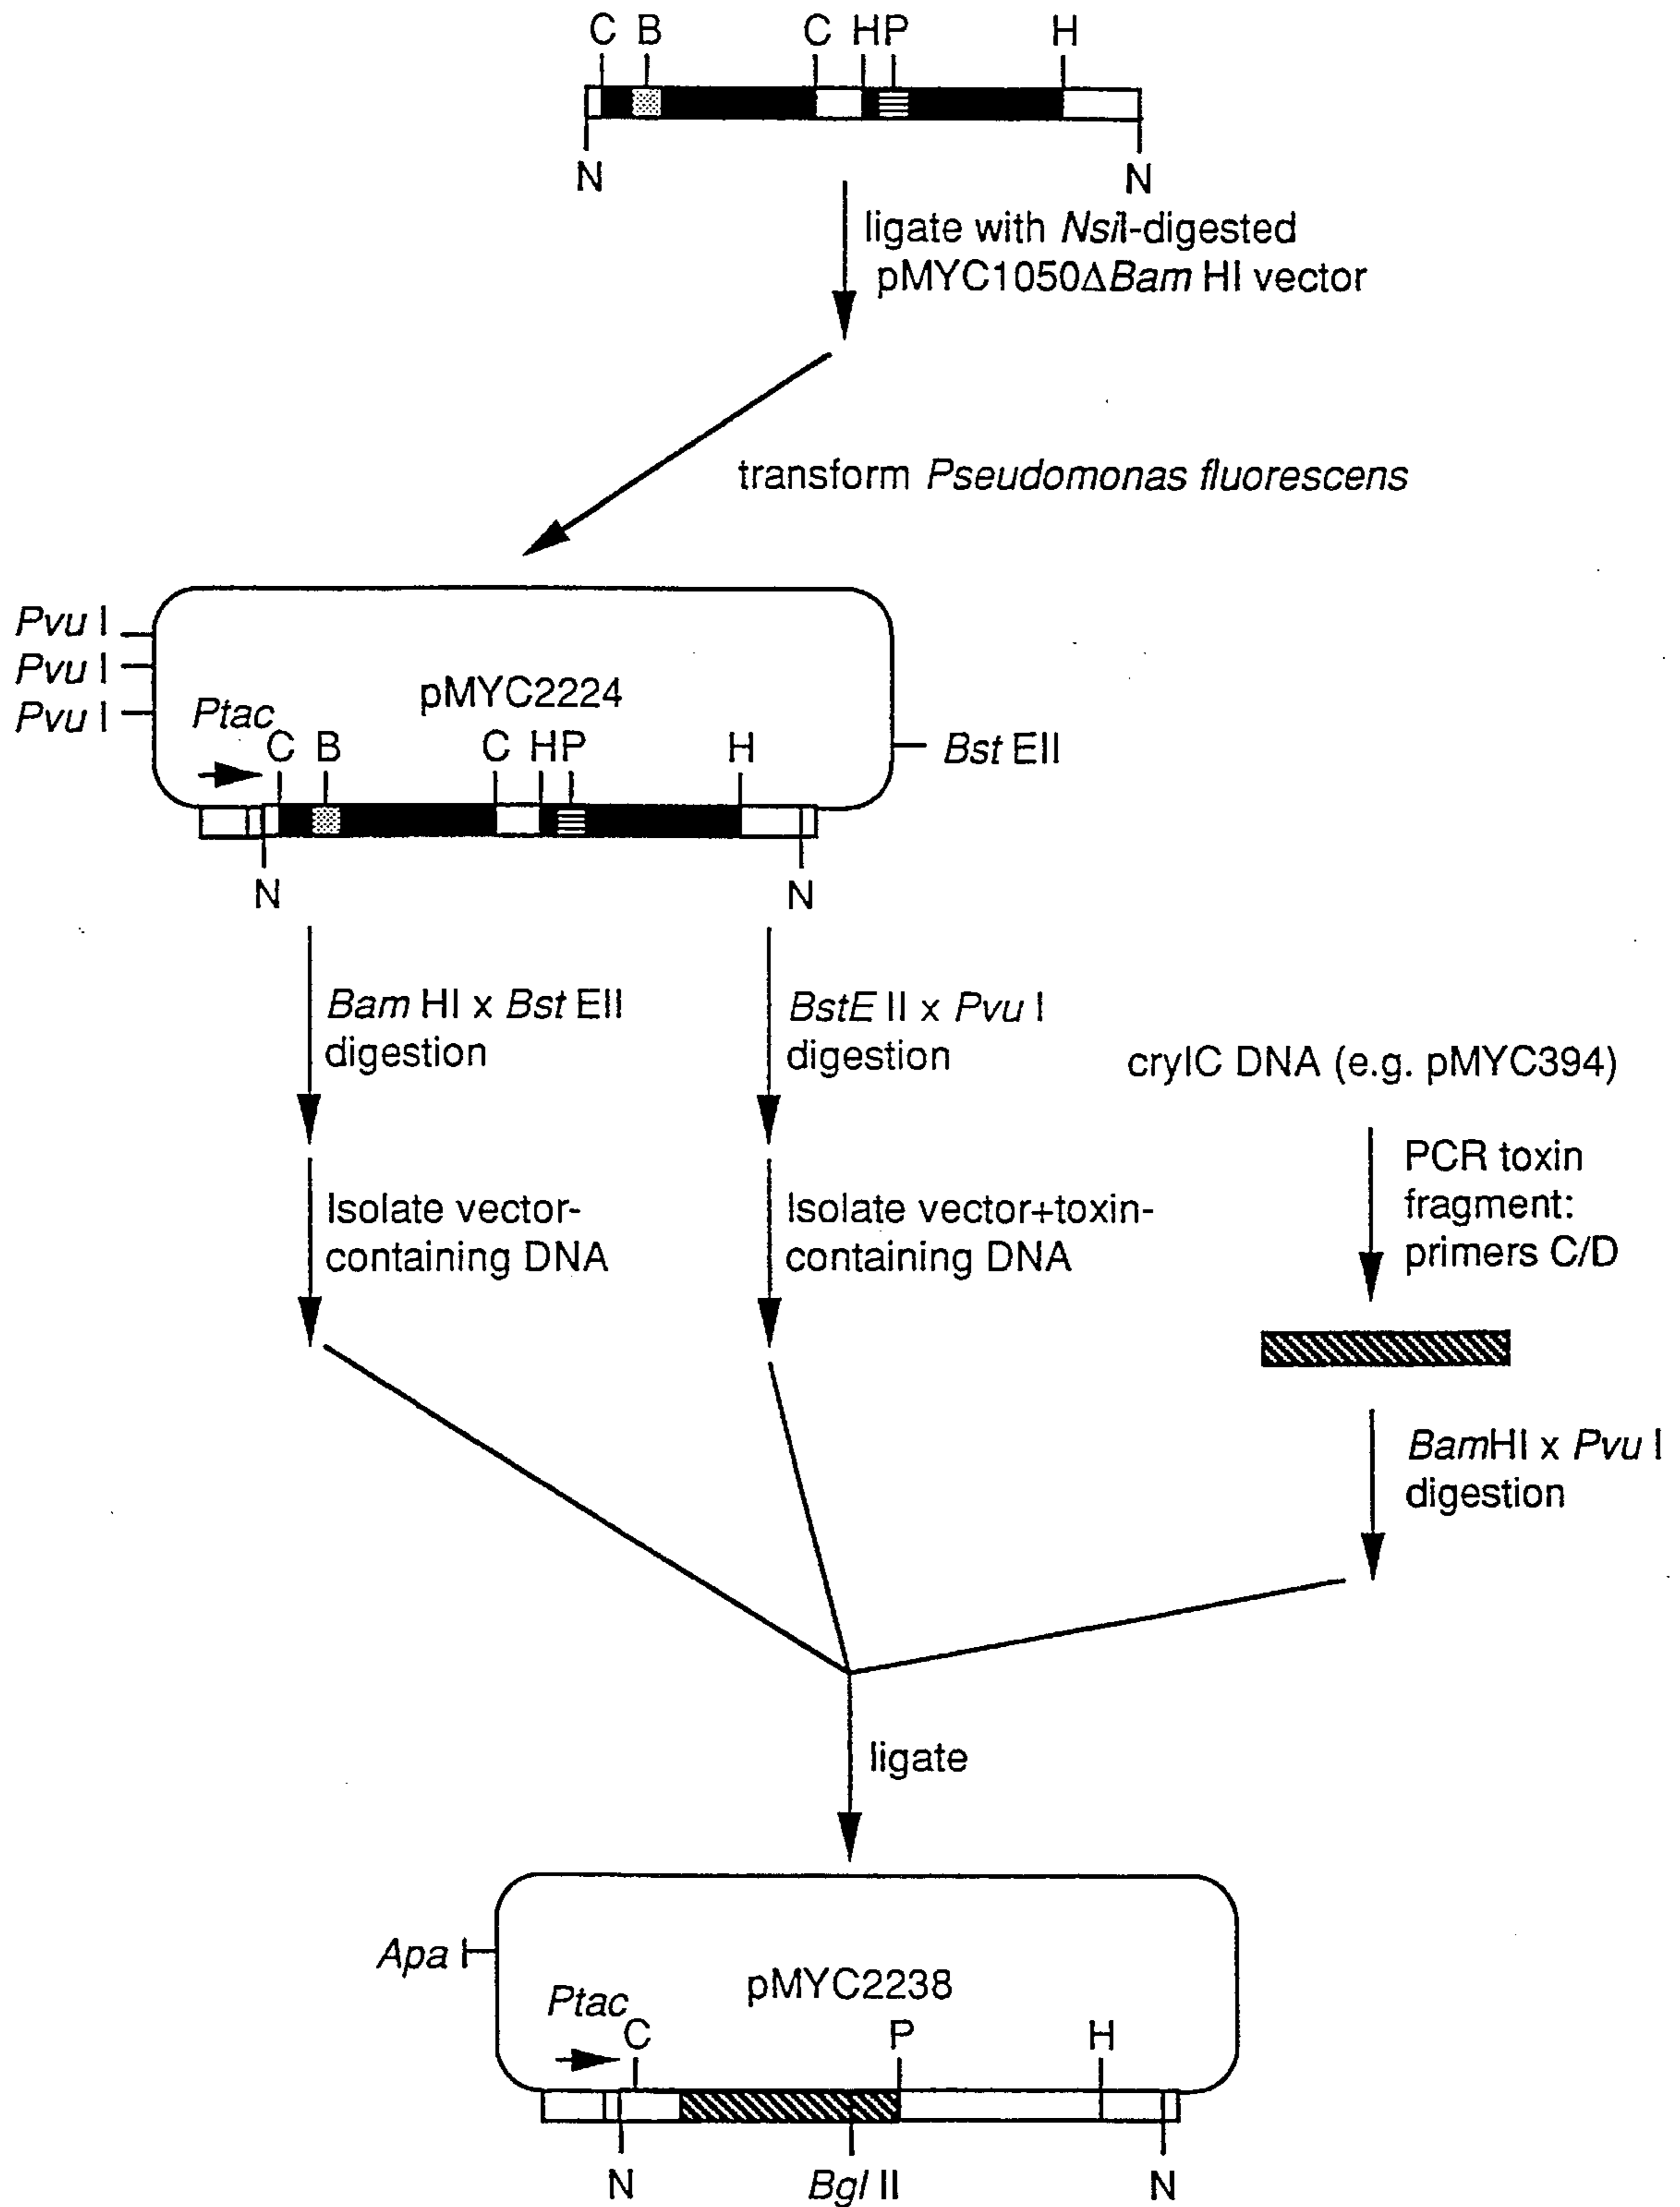 C B C H P H
N N
ligate with NsiI-digested
pMYC1050ΔBam HI vector
transform Pseudomonas fluorescens
Pvu I
Pvu I
Pvu I
Ptac
pMYC2224
C B C H P H
Bst EII
N N
Bam HI x Bst EII
digestion
BstE II x Pvu I
digestion
cryIC DNA (e.g. pMYC394)
PCR toxin
fragment:
primers C/D
Isolate vector-
containing DNA
Isolate vector+toxin-
containing DNA
BamHI x Pvu I
digestion
ligate
Apa I
pMYC2238
Ptac
C P H
N Bgl II N